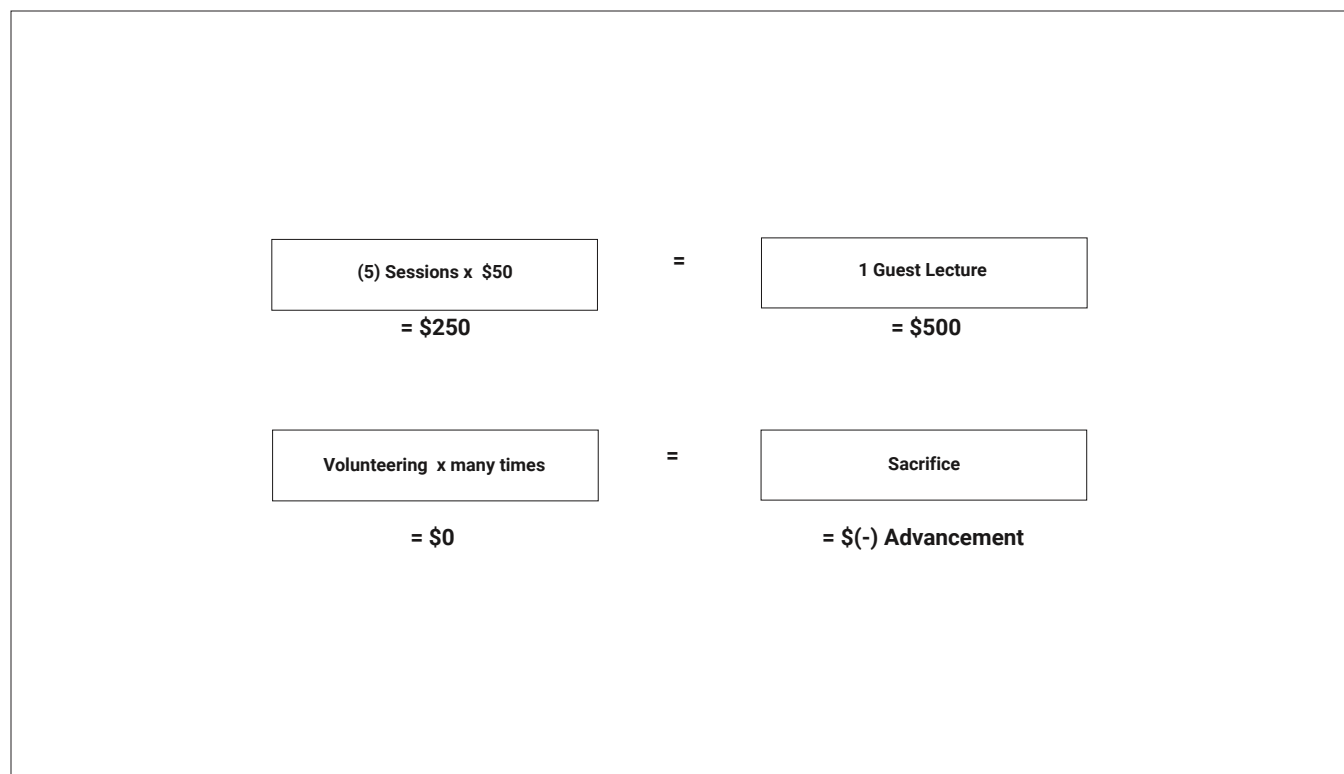 (5) Sessions x $50
=
1 Guest Lecture
= $250
= $500
Volunteering x many times
=
Sacrifice
= $0
= $(-) Advancement